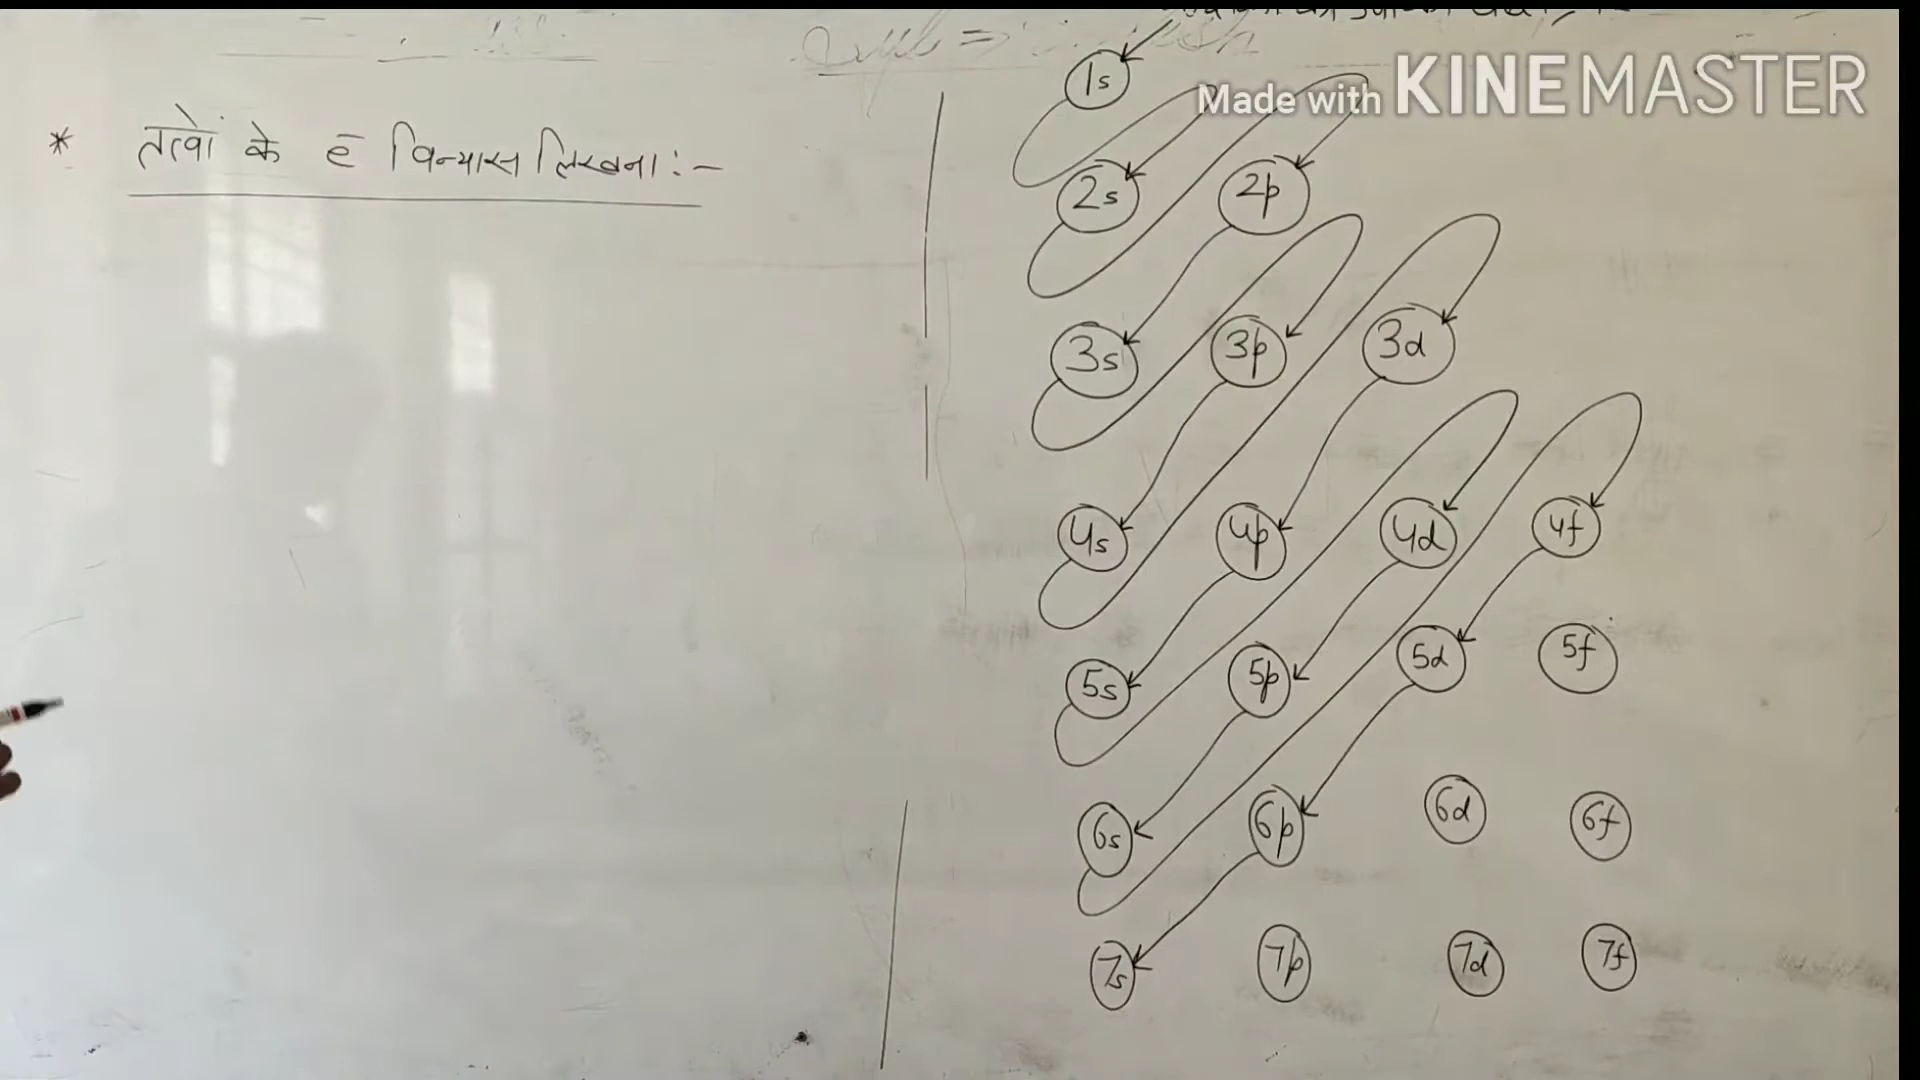 1s
Made with KINEMASTER
* तत्वों के ē विन्यास लिखना :-
2s 2p
3s 3p 3d
4s 4p 4d 4f
5s 5p 5d 5f
6s 6p 6d 6f
7s 7p 7d 7f